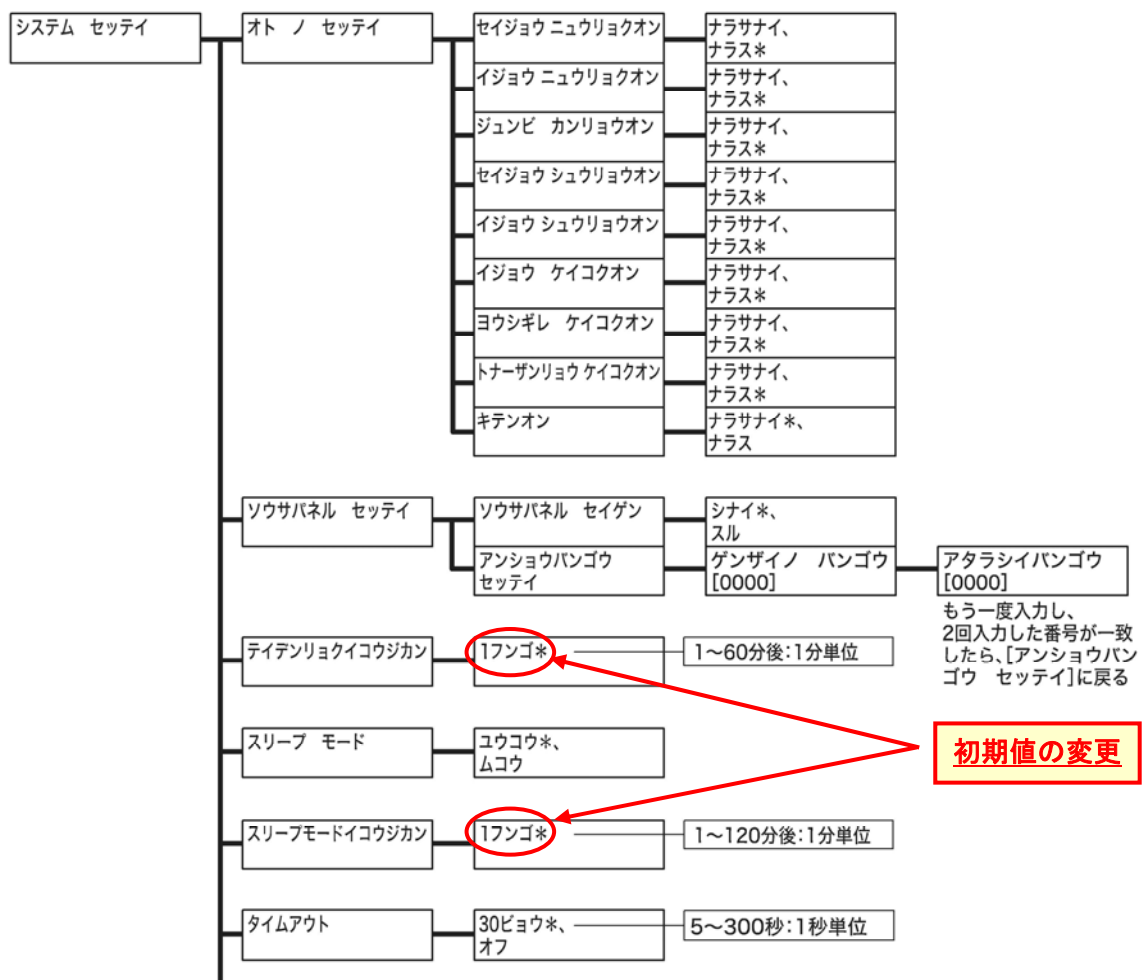 システム セッテイ
オト ノ セッテイ
セイジョウ ニュウリョクオン
ナラサナイ、
ナラス＊
イジョウ ニュウリョクオン
ナラサナイ、
ナラス＊
ジュンビ カンリョウオン
ナラサナイ、
ナラス＊
セイジョウ シュウリョウオン
ナラサナイ、
ナラス＊
イジョウ シュウリョウオン
ナラサナイ、
ナラス＊
イジョウ ケイコクオン
ナラサナイ、
ナラス＊
ヨウシギレ ケイコクオン
ナラサナイ、
ナラス＊
トナーザンリョウ ケイコクオン
ナラサナイ、
ナラス＊
キテンオン
ナラサナイ＊、
ナラス
ソウサパネル セッテイ
ソウサパネル セイゲン
シナイ＊、
スル
アンショウバンゴウ
セッテイ
ゲンザイノ バンゴウ
[0000]
アタラシイバンゴウ
[0000]
もう一度入力し、
2回入力した番号が一致
したら、[アンショウバン
ゴウ セッテイ]に戻る
テイデンリョクイコウジカン
1フンゴ＊
1～60分後：1分単位
初期値の変更
スリープ モード
ユウコウ＊、
ムコウ
スリープモードイコウジカン
1フンゴ＊
1～120分後：1分単位
タイムアウト
30ビョウ＊、
オフ
5～300秒：1秒単位